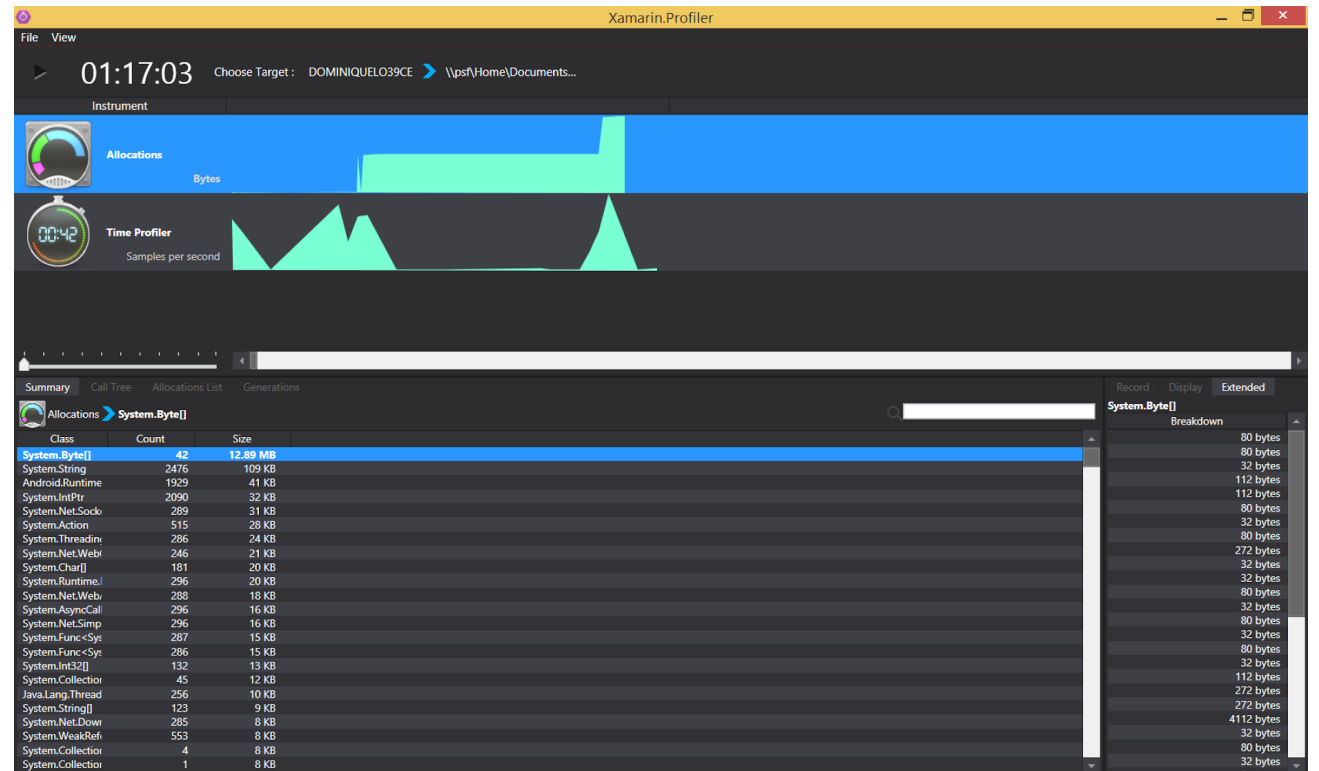 Xamarin.Profiler
File View
01:17:03 Choose Target : DOMINIQUELO39CE \\psf\Home\Documents...
Instrument
Allocations
Bytes
00:42
Time Profiler
Samples per second
Summary Call Tree Allocations List Generations Record Display Extended
Allocations System.Byte[] System.Byte[]
Breakdown
Class Count Size
80 bytes
System.Byte[] 42 12.89 MB 80 bytes
System.String 2476 109 KB 32 bytes
Android.Runtime 1929 41 KB 112 bytes
System.IntPtr 2090 32 KB 112 bytes
System.Net.Sock 289 31 KB 80 bytes
System.Action 515 28 KB 32 bytes
System.Threading 286 24 KB 80 bytes
System.Net.Web 246 21 KB 272 bytes
System.Char[] 181 20 KB 32 bytes
System.Runtime. 296 20 KB 32 bytes
System.Net.Web 288 18 KB 80 bytes
System.AsyncCall 296 16 KB 32 bytes
System.Net.Simp 296 16 KB 80 bytes
System.Func<Sys 287 15 KB 32 bytes
System.Func<Sys 286 15 KB 80 bytes
System.Int32[] 132 13 KB 32 bytes
System.Collection 45 12 KB 112 bytes
Java.Lang.Thread 256 10 KB 272 bytes
System.String[] 123 9 KB 272 bytes
System.Net.Down 285 8 KB 4112 bytes
System.WeakRef 553 8 KB 32 bytes
System.Collection 4 8 KB 80 bytes
System.Collection 1 8 KB 32 bytes